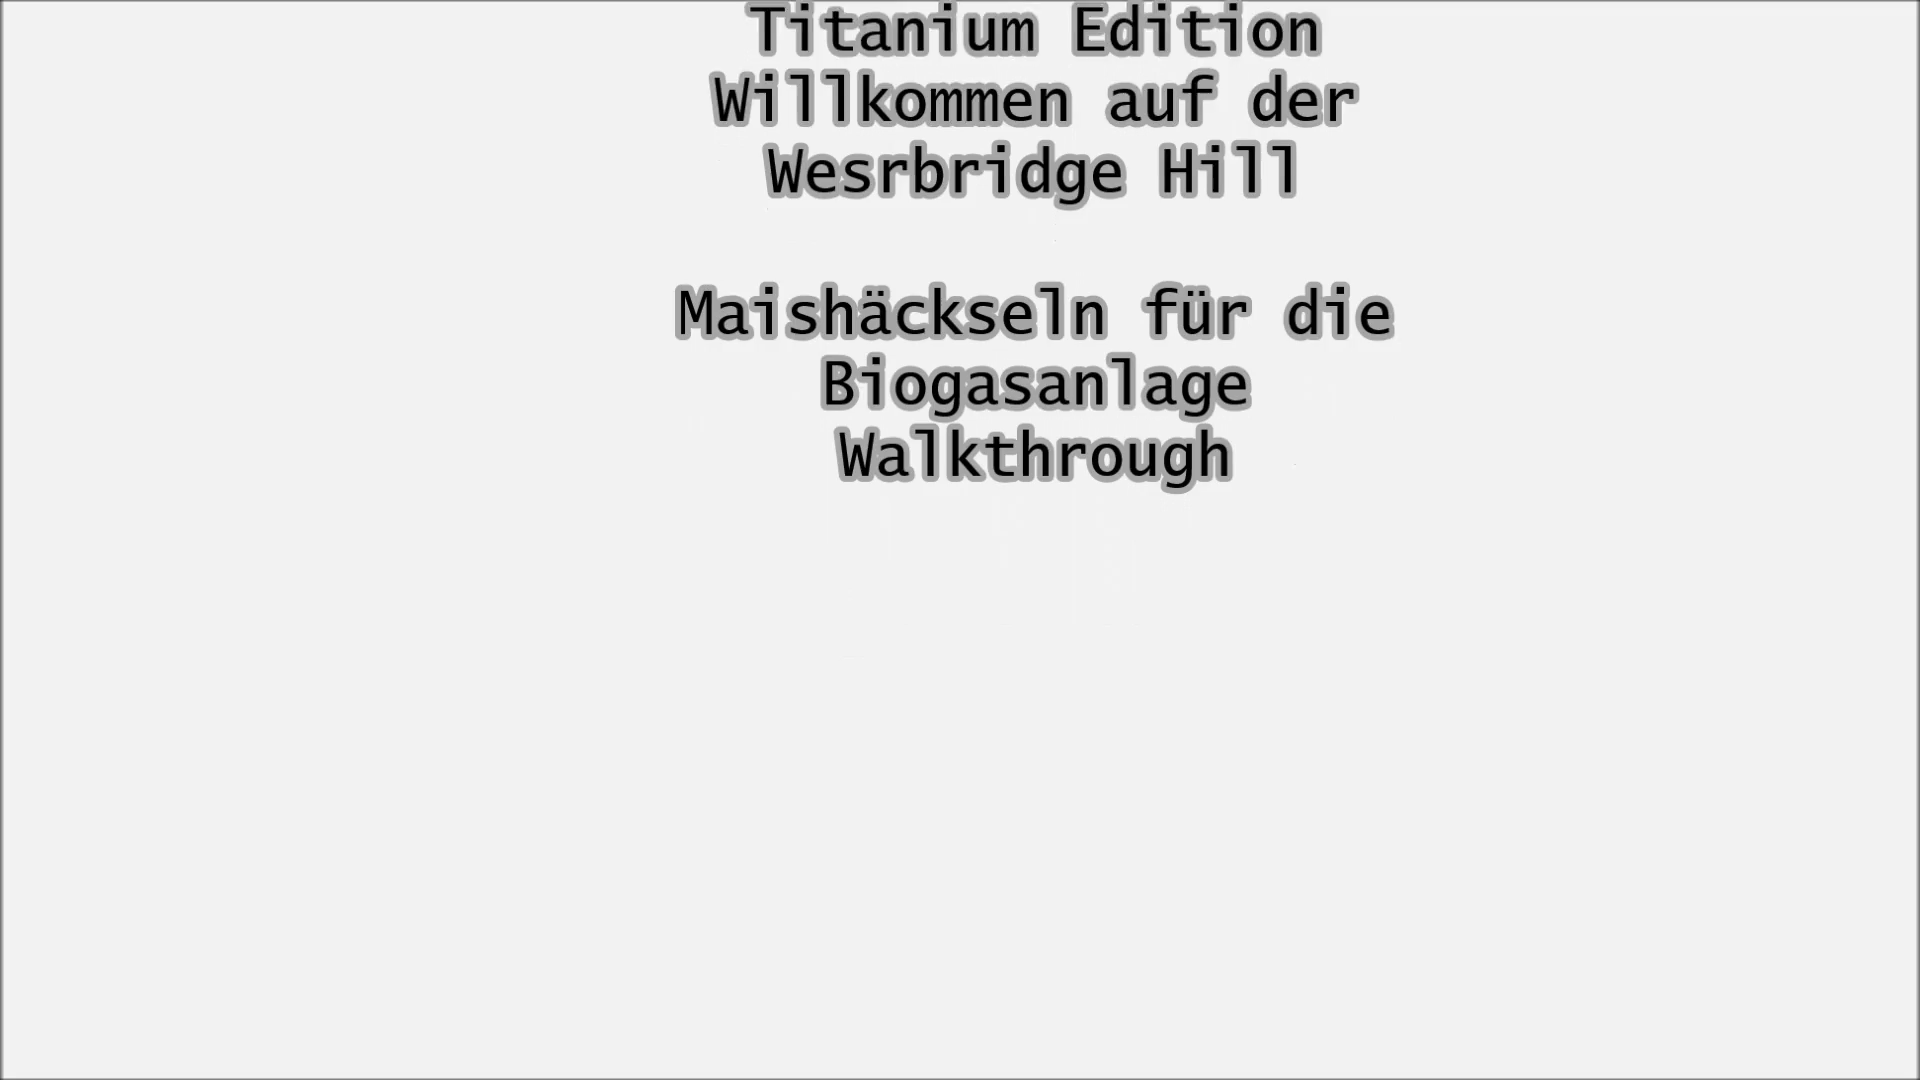 Titanium Edition
Willkommen auf der
Wesrbridge Hill
Maishäckseln für die
Biogasanlage
Walkthrough